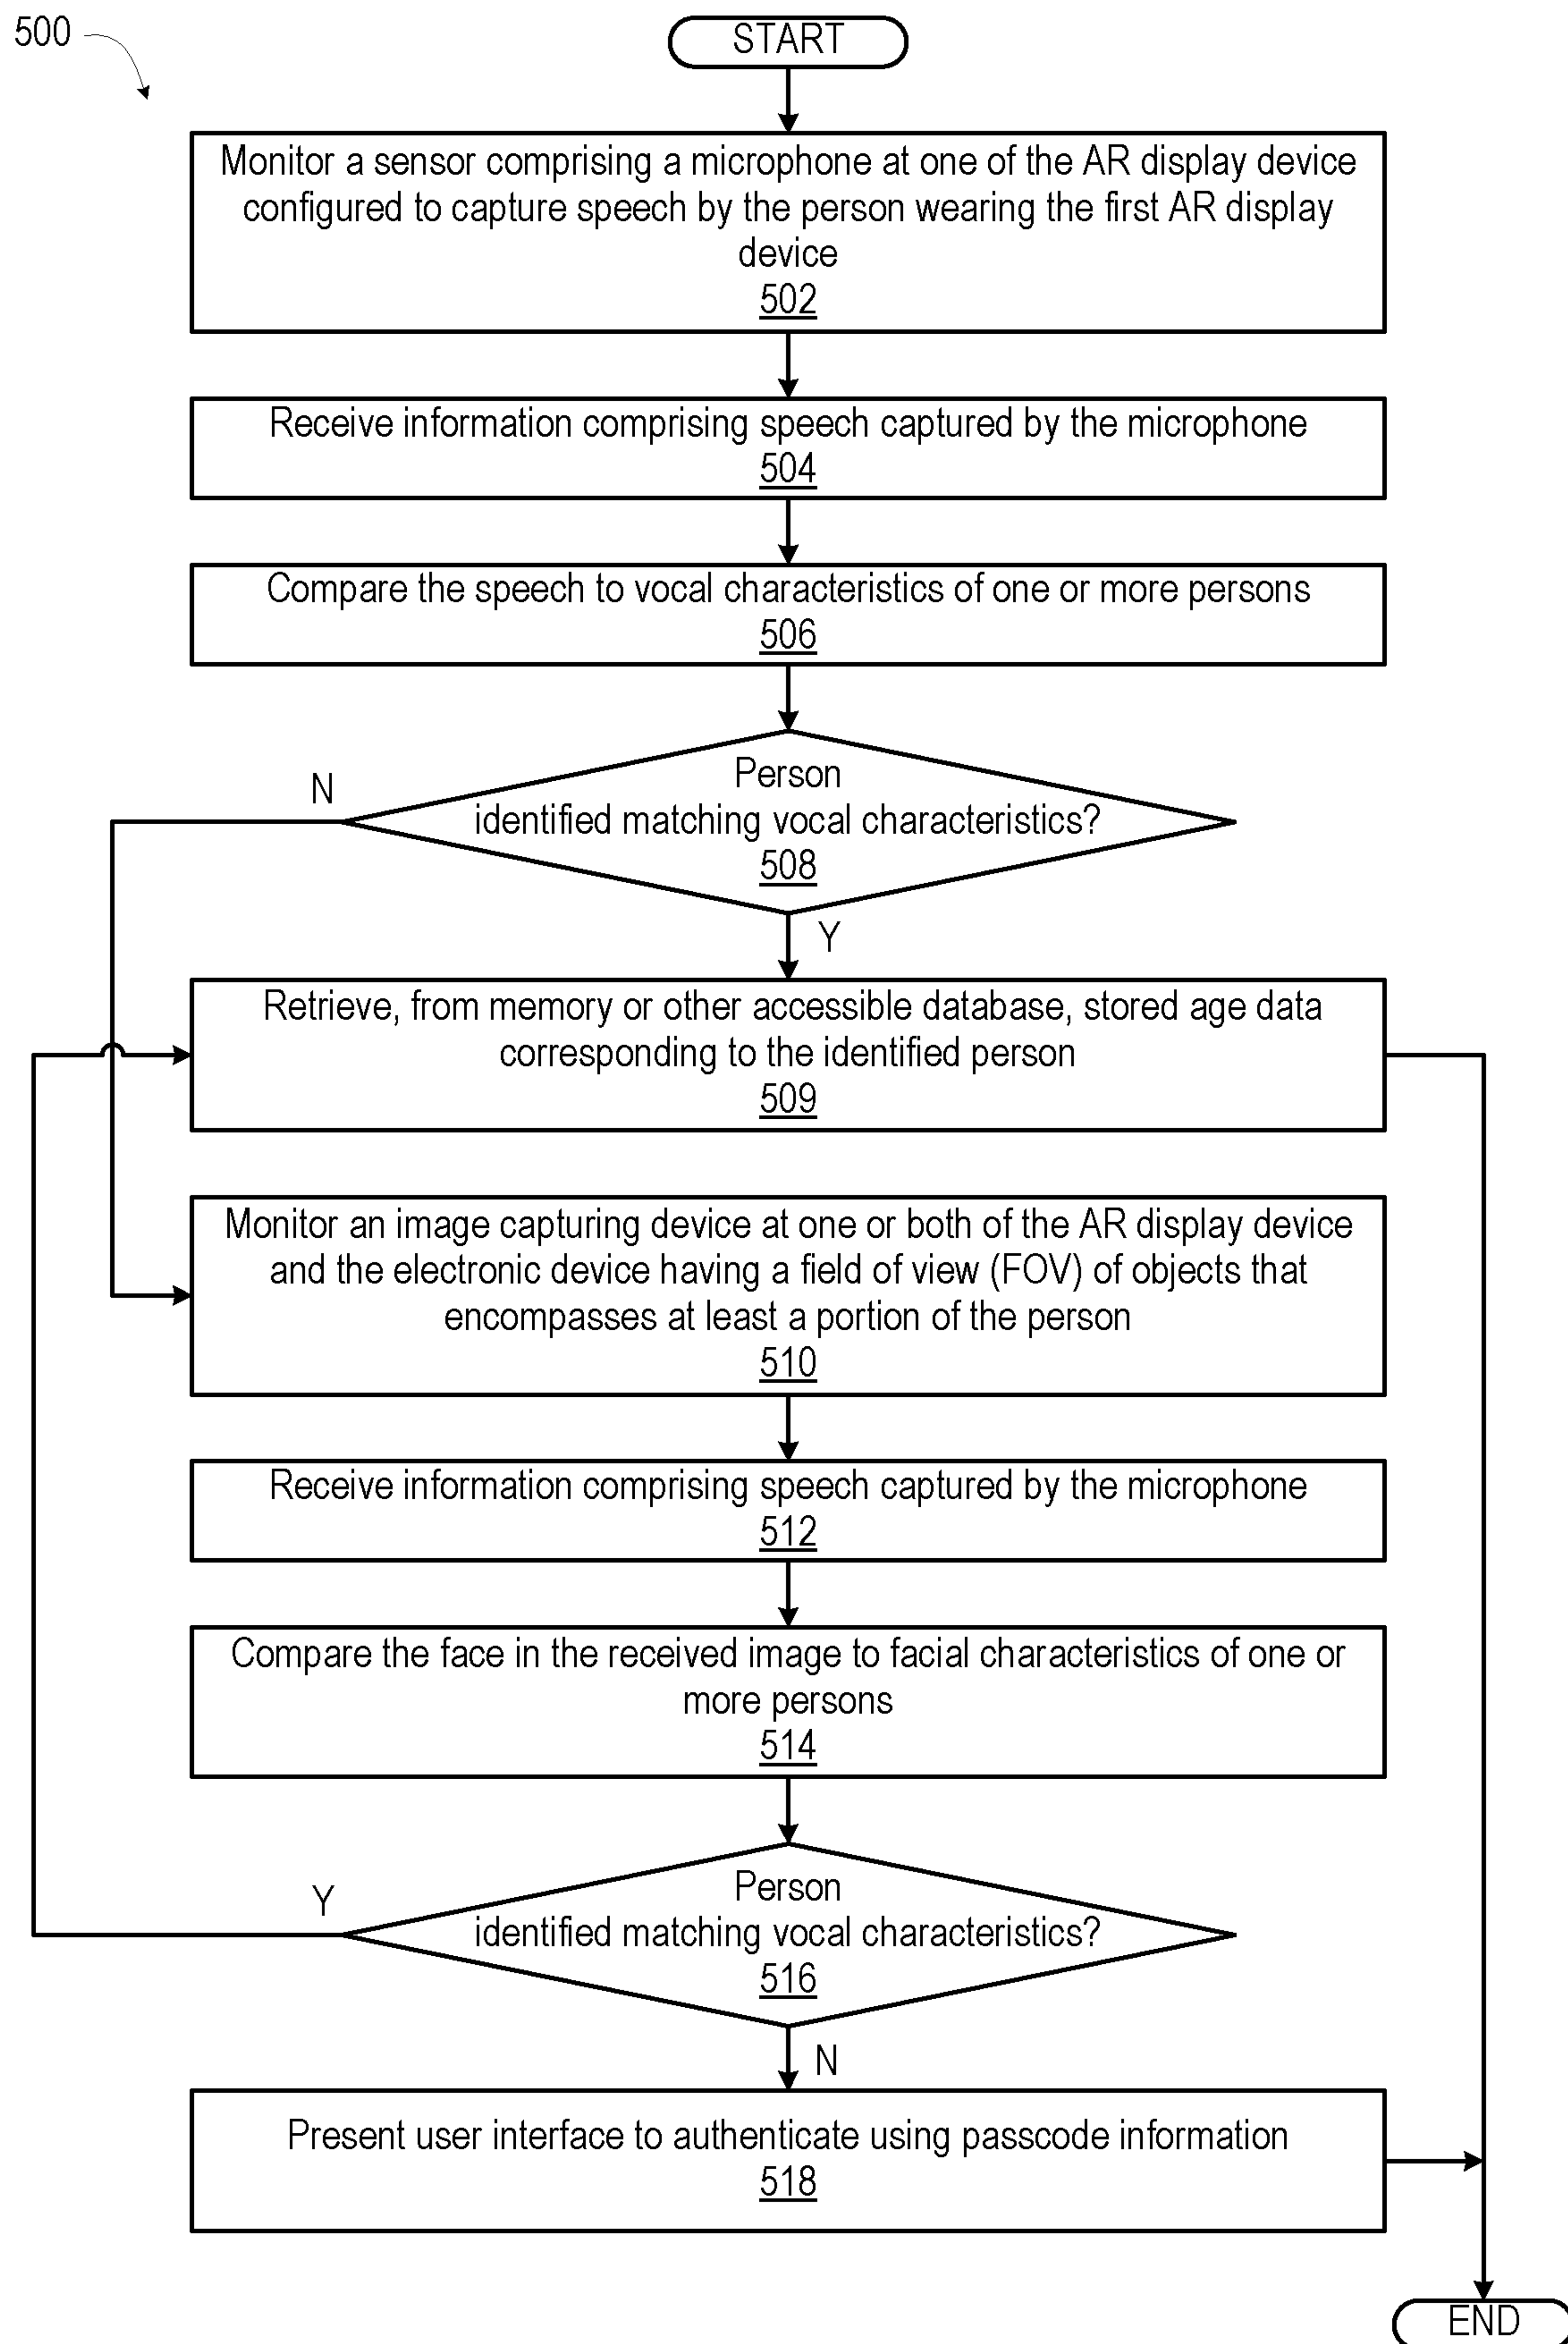 500
START
Monitor a sensor comprising a microphone at one of the AR display device
configured to capture speech by the person wearing the first AR display
device
502
Receive information comprising speech captured by the microphone
504
Compare the speech to vocal characteristics of one or more persons
506
N
Person
identified matching vocal characteristics?
508
Y
Retrieve, from memory or other accessible database, stored age data
corresponding to the identified person
509
Monitor an image capturing device at one or both of the AR display device
and the electronic device having a field of view (FOV) of objects that
encompasses at least a portion of the person
510
Receive information comprising speech captured by the microphone
512
Compare the face in the received image to facial characteristics of one or
more persons
514
Y
Person
identified matching vocal characteristics?
516
N
Present user interface to authenticate using passcode information
518
END